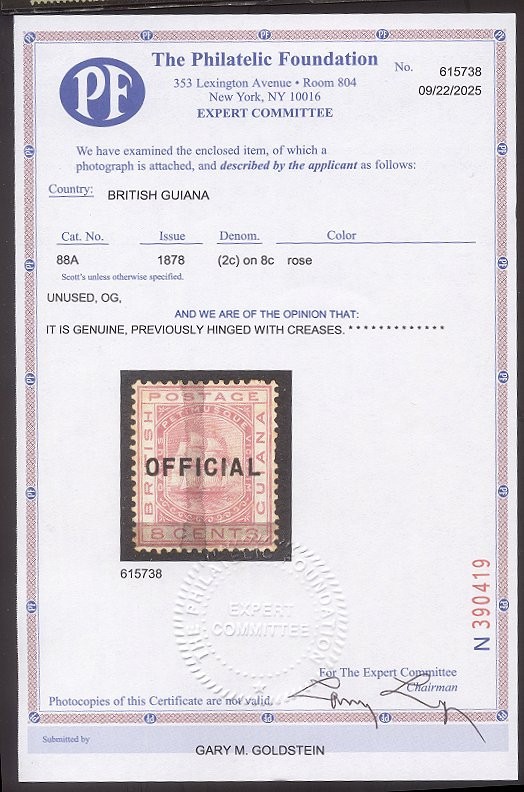 PF
The Philatelic Foundation
353 Lexington Avenue • Room 804
New York, NY 10016
EXPERT COMMITTEE
No. 615738
09/22/2025
We have examined the enclosed item, of which a
photograph is attached, and described by the applicant as follows:
Country: BRITISH GUIANA
Cat. No. Issue Denom. Color
88A 1878 (2c) on 8c rose
Scott's unless otherwise specified.
UNUSED, OG,
AND WE ARE OF THE OPINION THAT:
IT IS GENUINE, PREVIOUSLY HINGED WITH CREASES. * * * * * * * * * * * * *
POSTAGE
BRITISH
PETIMUSQUE
GUIANA
OFFICIAL
8 CENTS
615738
THE PHILATELIC FOUNDATION
EXPERT
COMMITTEE
N 390419
For The Expert Committee
Chairman
Photocopies of this Certificate are not valid.
Submitted by
GARY M. GOLDSTEIN